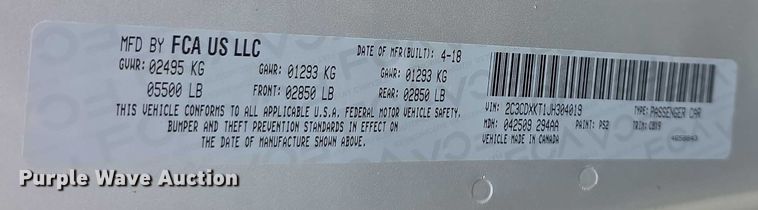 MFD BY FCA US LLC DATE OF MFR(BUILT): 4-18
GVWR: 02495 KG GAWR: 01293 KG GAWR: 01293 KG
05500 LB FRONT: 02850 LB REAR: 02850 LB
THIS VEHICLE CONFORMS TO ALL APPLICABLE U.S.A. FEDERAL MOTOR VEHICLE SAFETY,
BUMPER AND THEFT PREVENTION STANDARDS IN EFFECT ON
THE DATE OF MANUFACTURE SHOWN ABOVE.
VIN: 2C3CDXKT1JH304019 TYPE: PASSENGER CAR
MDH: 042509 294AA PAINT: PS2 TRIM: CBX9
VEHICLE MADE IN CANADA
Purple Wave Auction